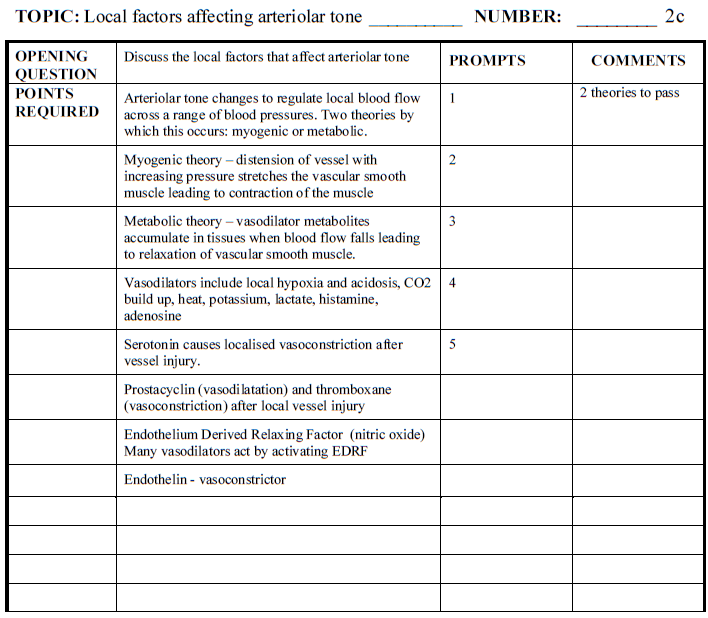 TOPIC: Local factors affecting arteriolar tone __________ NUMBER: ________ 2c
OPENING QUESTION
Discuss the local factors that affect arteriolar tone
PROMPTS
COMMENTS
POINTS REQUIRED
Arteriolar tone changes to regulate local blood flow
across a range of blood pressures. Two theories by
which this occurs: myogenic or metabolic.
1
2 theories to pass
Myogenic theory – distension of vessel with
increasing pressure stretches the vascular smooth
muscle leading to contraction of the muscle
2
Metabolic theory – vasodilator metabolites
accumulate in tissues when blood flow falls leading
to relaxation of vascular smooth muscle.
3
Vasodilators include local hypoxia and acidosis, CO2
build up, heat, potassium, lactate, histamine,
adenosine
4
Serotonin causes localised vasoconstriction after
vessel injury.
5
Prostacyclin (vasodilatation) and thromboxane
(vasoconstriction) after local vessel injury
Endothelium Derived Relaxing Factor (nitric oxide)
Many vasodilators act by activating EDRF
Endothelin - vasoconstrictor